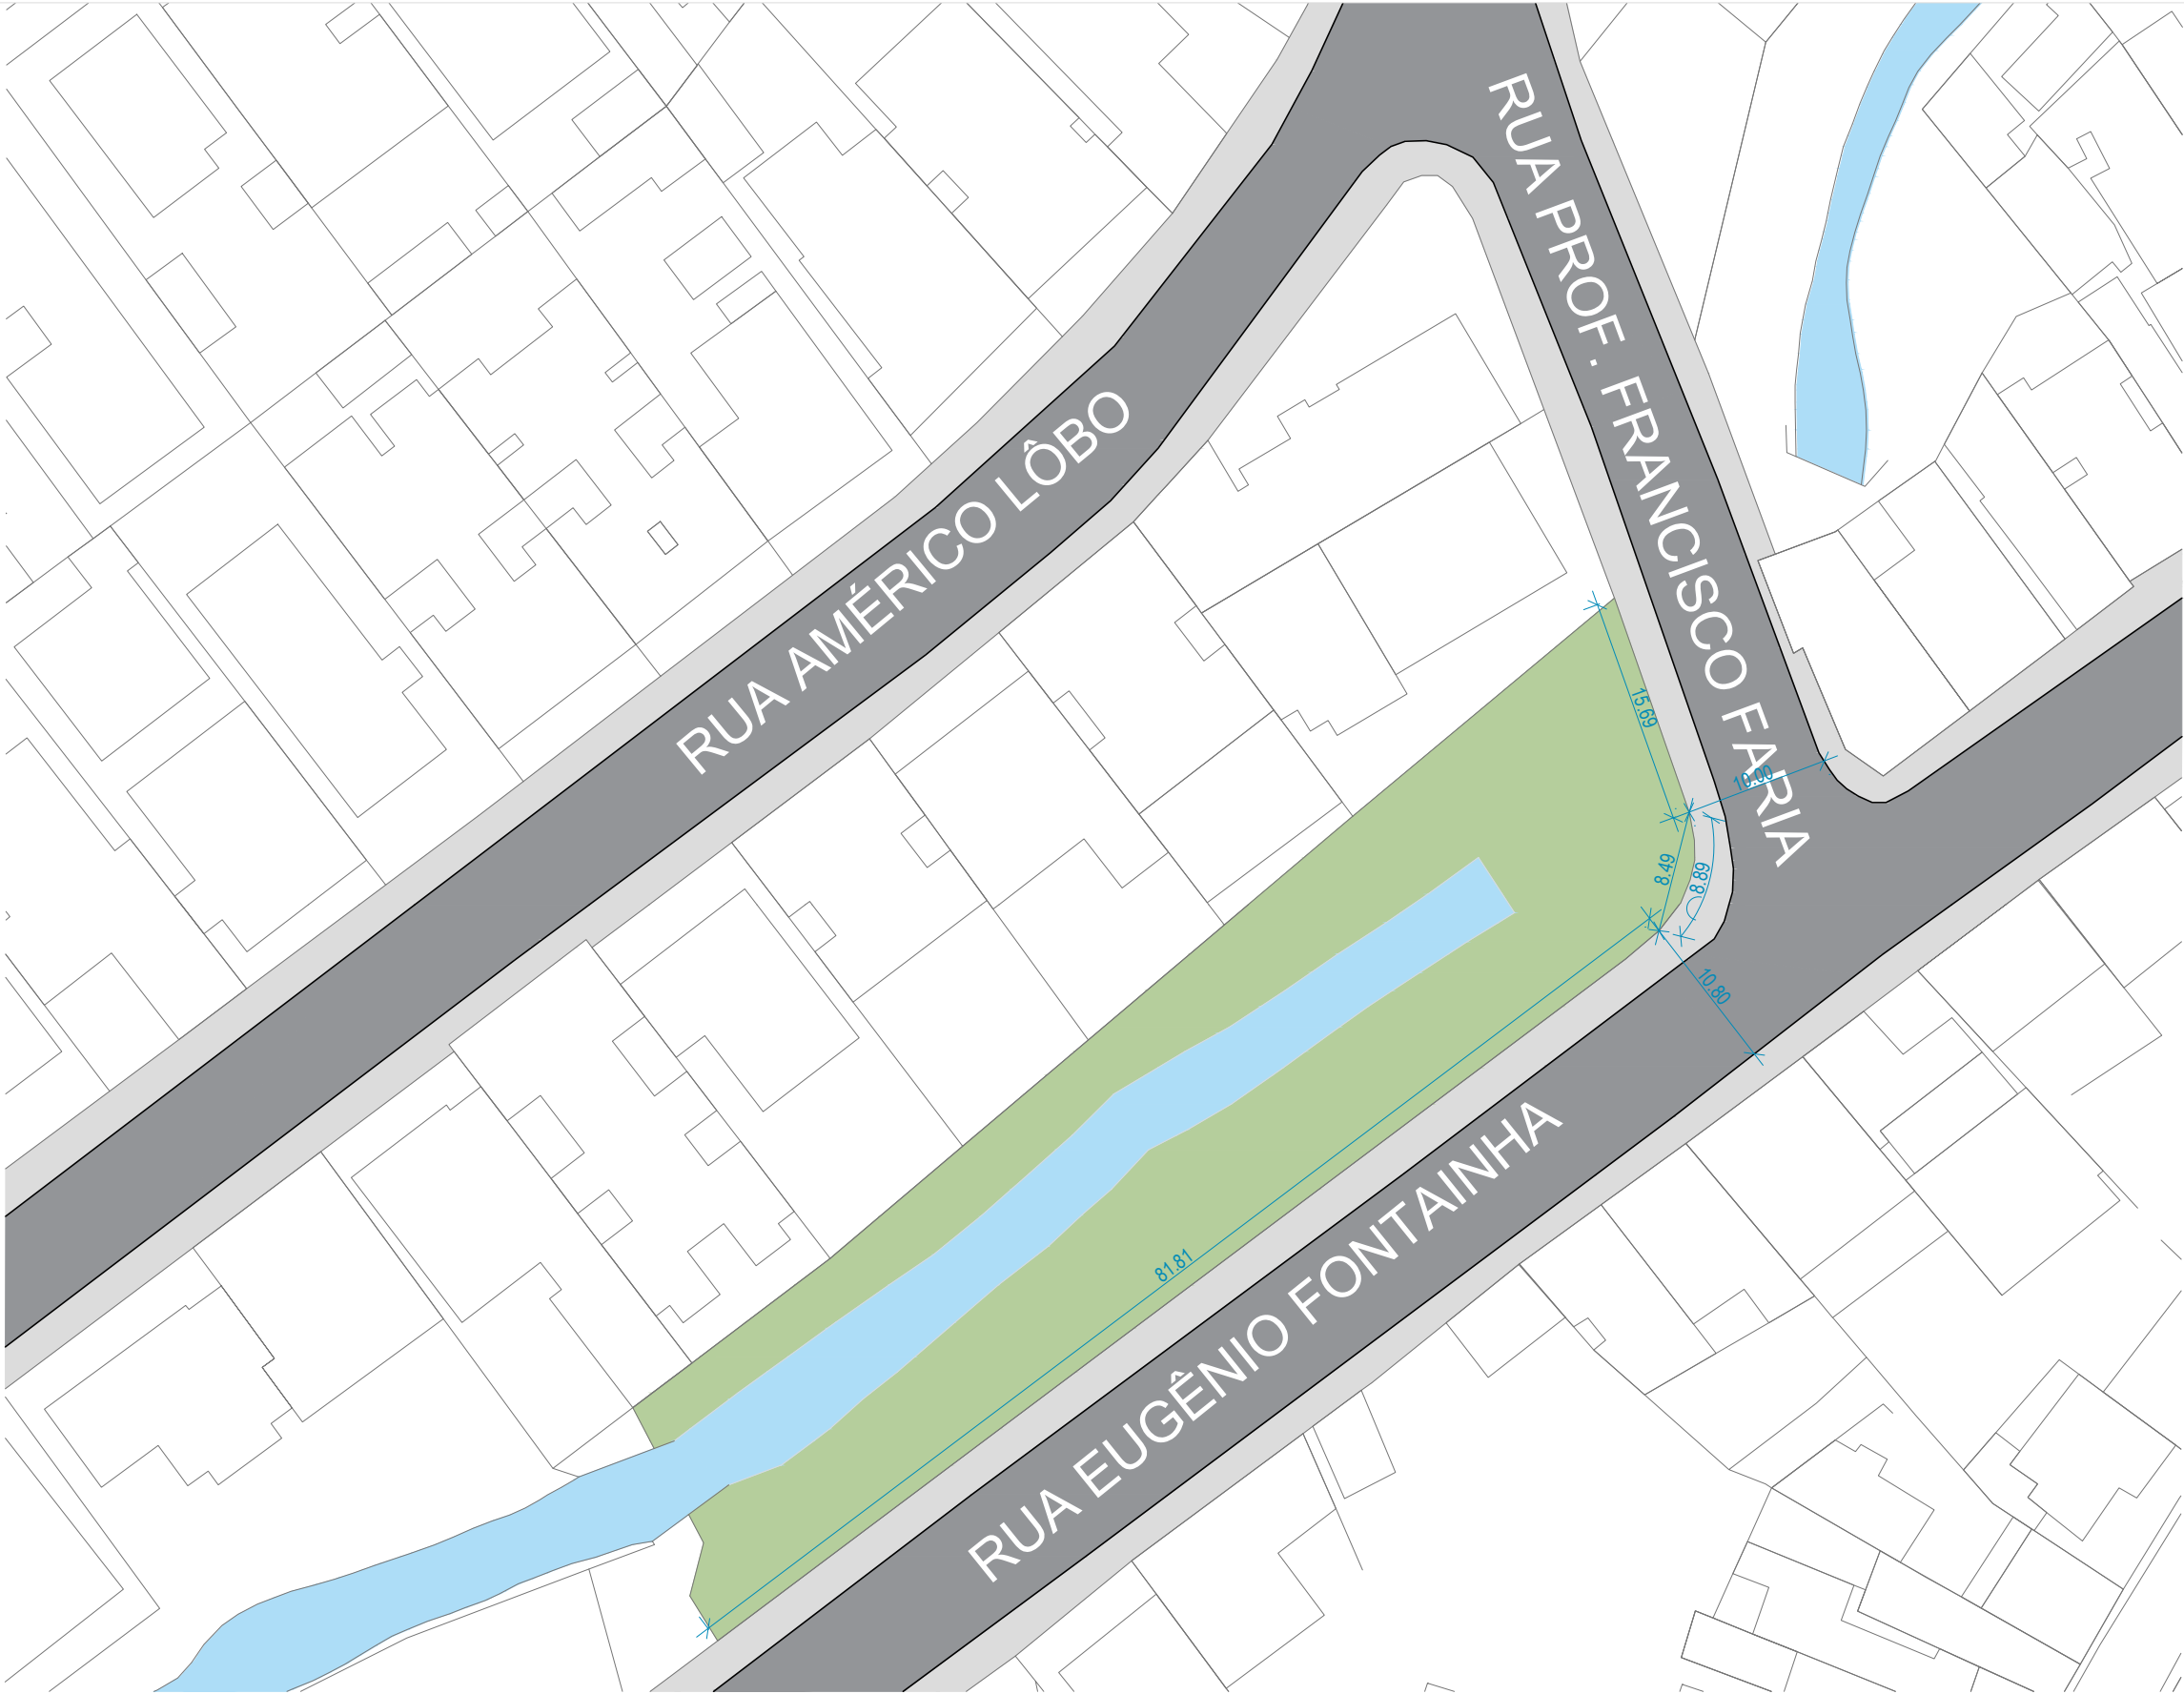 RUA PROF. FRANCISCO FARIA
RUA AMÉRICO LÔBO
15.69
10.00
8.49
8.89
10.80
81.81
RUA EUGÊNIO FONTAINHA